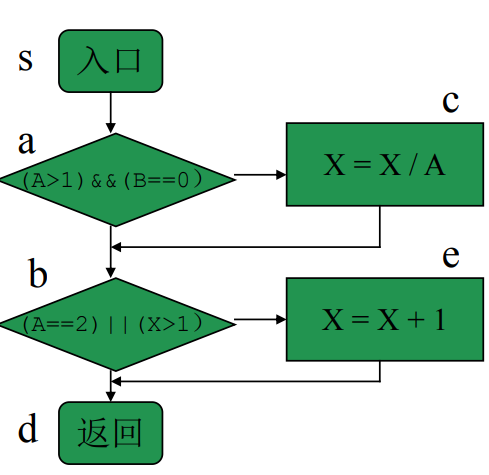 s
入口
a
(A>1)&&(B==0)
c
X = X / A
b
(A==2)||(X>1)
e
X = X + 1
d
返回